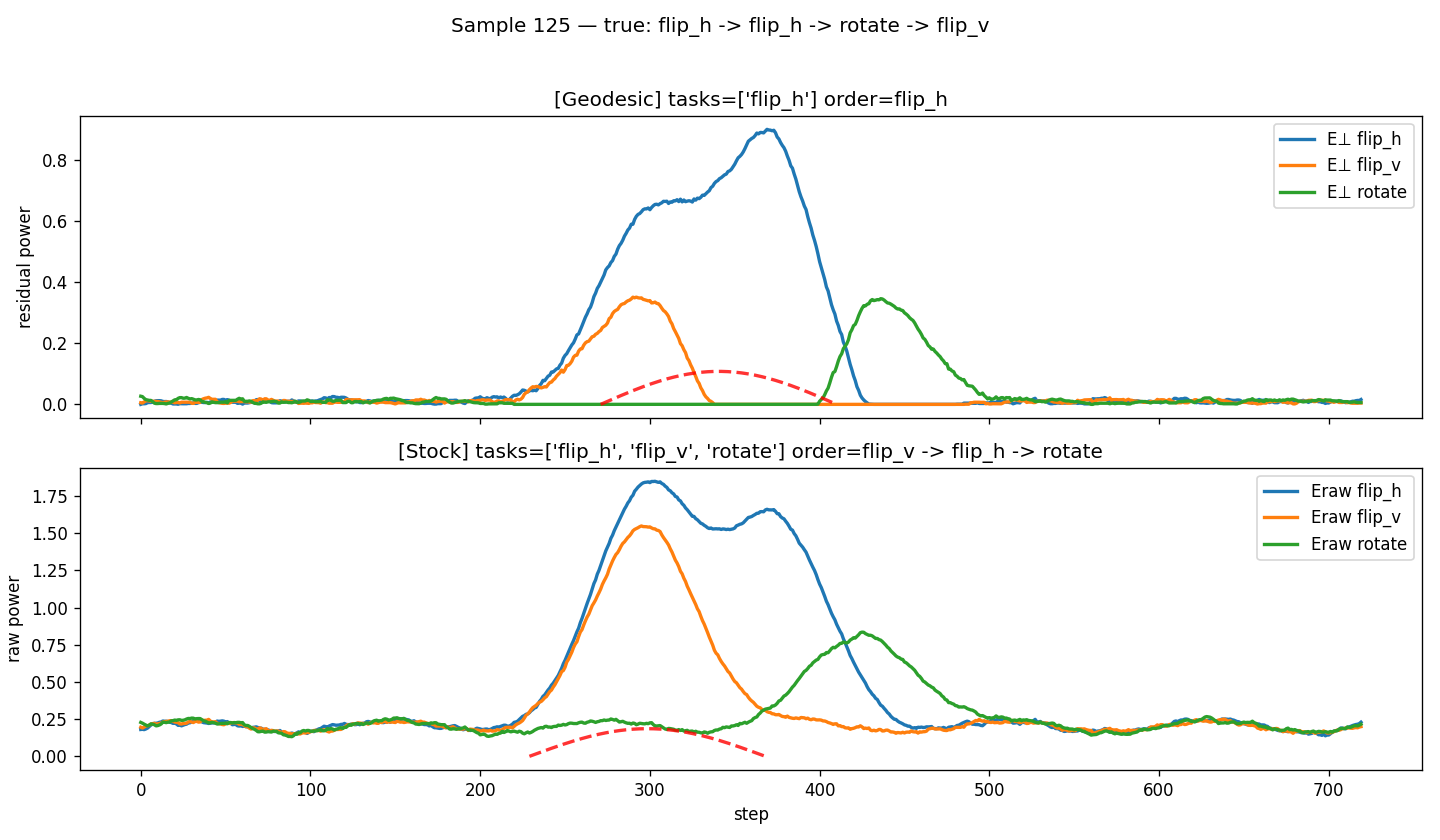 Sample 125 — true: flip_h -> flip_h -> rotate -> flip_v
[Geodesic] tasks=['flip_h'] order=flip_h
residual power
0.8
0.6
0.4
0.2
0.0
E⊥ flip_h
E⊥ flip_v
E⊥ rotate
[Stock] tasks=['flip_h', 'flip_v', 'rotate'] order=flip_v -> flip_h -> rotate
raw power
1.75
1.50
1.25
1.00
0.75
0.50
0.25
0.00
Eraw flip_h
Eraw flip_v
Eraw rotate
0 100 200 300 400 500 600 700
step